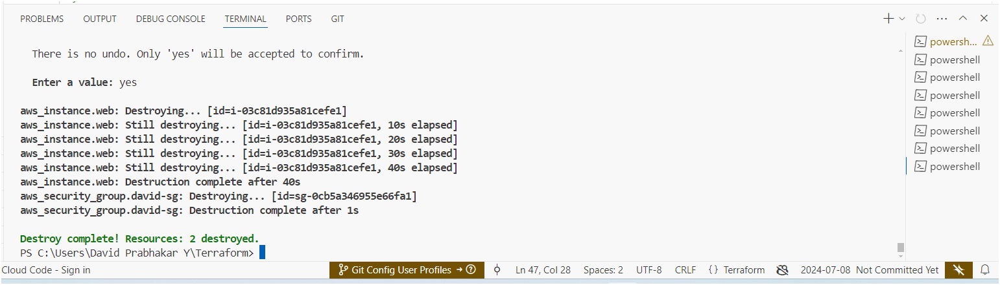 PROBLEMS OUTPUT DEBUG CONSOLE TERMINAL PORTS GIT
There is no undo. Only 'yes' will be accepted to confirm.
Enter a value: yes
aws_instance.web: Destroying... [id=i-03c81d935a81cefe1]
aws_instance.web: Still destroying... [id=i-03c81d935a81cefe1, 10s elapsed]
aws_instance.web: Still destroying... [id=i-03c81d935a81cefe1, 20s elapsed]
aws_instance.web: Still destroying... [id=i-03c81d935a81cefe1, 30s elapsed]
aws_instance.web: Still destroying... [id=i-03c81d935a81cefe1, 40s elapsed]
aws_instance.web: Destruction complete after 40s
aws_security_group.david-sg: Destroying... [id=sg-0cb5a346955e66fa1]
aws_security_group.david-sg: Destruction complete after 1s
Destroy complete! Resources: 2 destroyed.
PS C:\Users\David Prabhakar Y\Terraform>
powersh...
powershell
powershell
powershell
powershell
powershell
powershell
powershell
Cloud Code - Sign in Git Config User Profiles → Ln 47, Col 28 Spaces: 2 UTF-8 CRLF {} Terraform 2024-07-08 Not Committed Yet